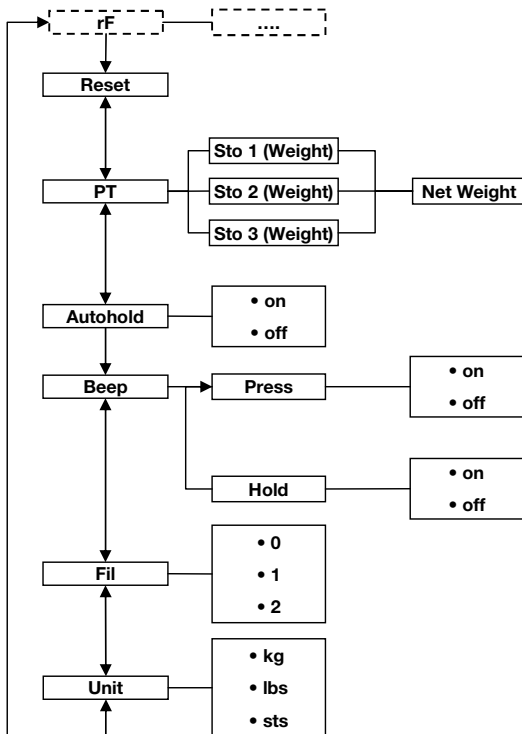 rF
....
Reset
Sto 1 (Weight)
PT
Sto 2 (Weight)
Net Weight
Sto 3 (Weight)
Autohold
• on
• off
Beep
Press
• on
• off
Hold
• on
• off
Fil
• 0
• 1
• 2
Unit
• kg
• lbs
• sts